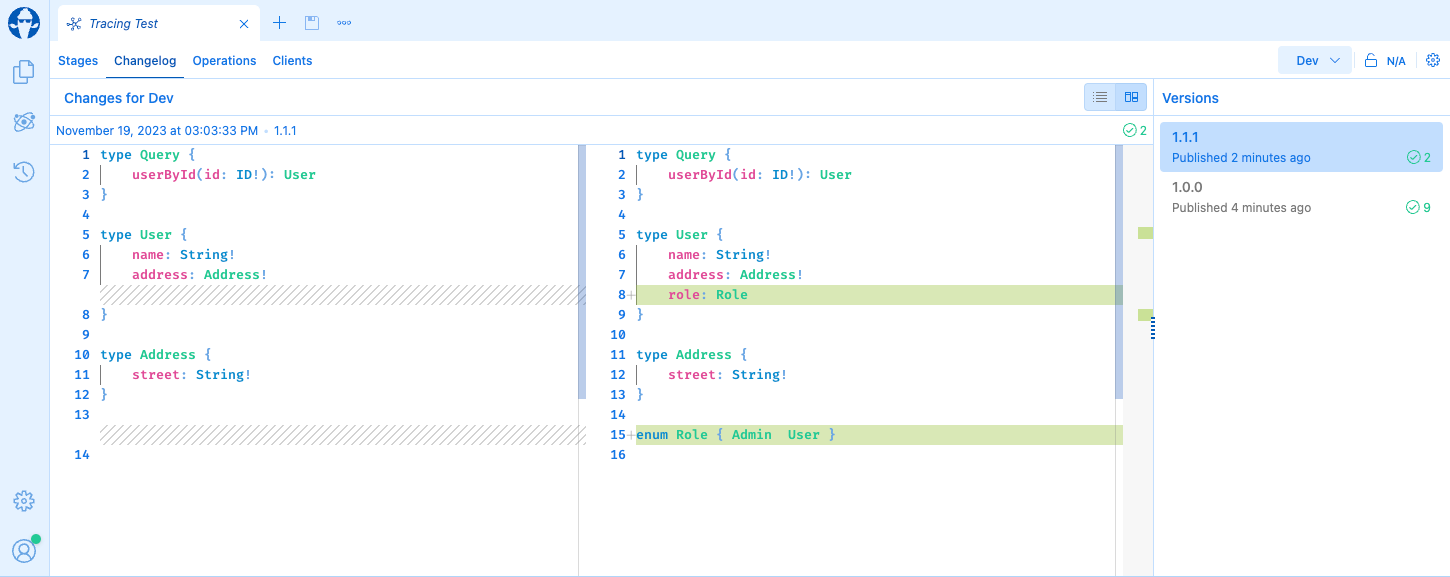 Tracing Test
Stages Changelog Operations Clients
Dev N/A
Changes for Dev
November 19, 2023 at 03:03:33 PM • 1.1.1 2
1 type Query {
2 userById(id: ID!): User
3 }
4
5 type User {
6 name: String!
7 address: Address!
8 }
9
10 type Address {
11 street: String!
12 }
13
14
1 type Query {
2 userById(id: ID!): User
3 }
4
5 type User {
6 name: String!
7 address: Address!
8+ role: Role
9 }
10
11 type Address {
12 street: String!
13 }
14
15+ enum Role { Admin  User }
16
Versions
1.1.1
Published 2 minutes ago 2
1.0.0
Published 4 minutes ago 9